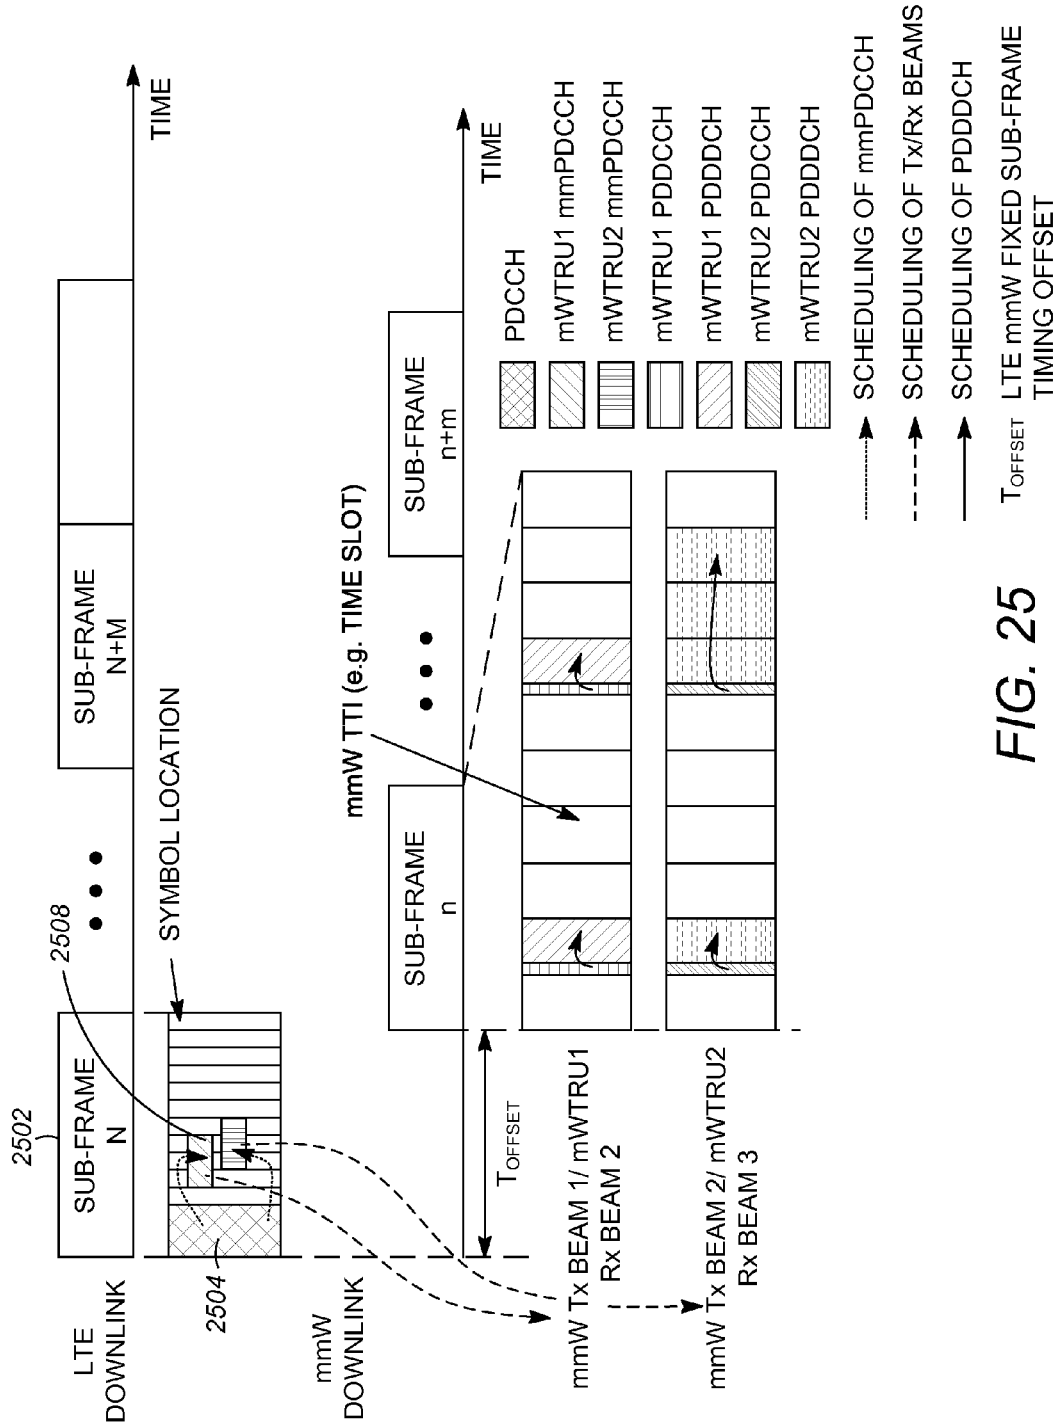 LTE
DOWNLINK
2502
SUB-FRAME
N
SUB-FRAME
N+M
TIME
2508
SYMBOL LOCATION
2504
mmW
DOWNLINK
TOFFSET
SUB-FRAME
n
SUB-FRAME
n+m
TIME
mmW TTI (e.g. TIME SLOT)
mmW Tx BEAM 1/ mWTRU1
Rx BEAM 2
mmW Tx BEAM 2/ mWTRU2
Rx BEAM 3
PDCCH
mWTRU1 mmPDCCH
mWTRU2 mmPDCCH
mWTRU1 PDDCCH
mWTRU1 PDDDCH
mWTRU2 PDDCCH
mWTRU2 PDDDCH
SCHEDULING OF mmPDCCH
SCHEDULING OF Tx/Rx BEAMS
SCHEDULING OF PDDDCH
TOFFSET LTE mmW FIXED SUB-FRAME
TIMING OFFSET
FIG. 25